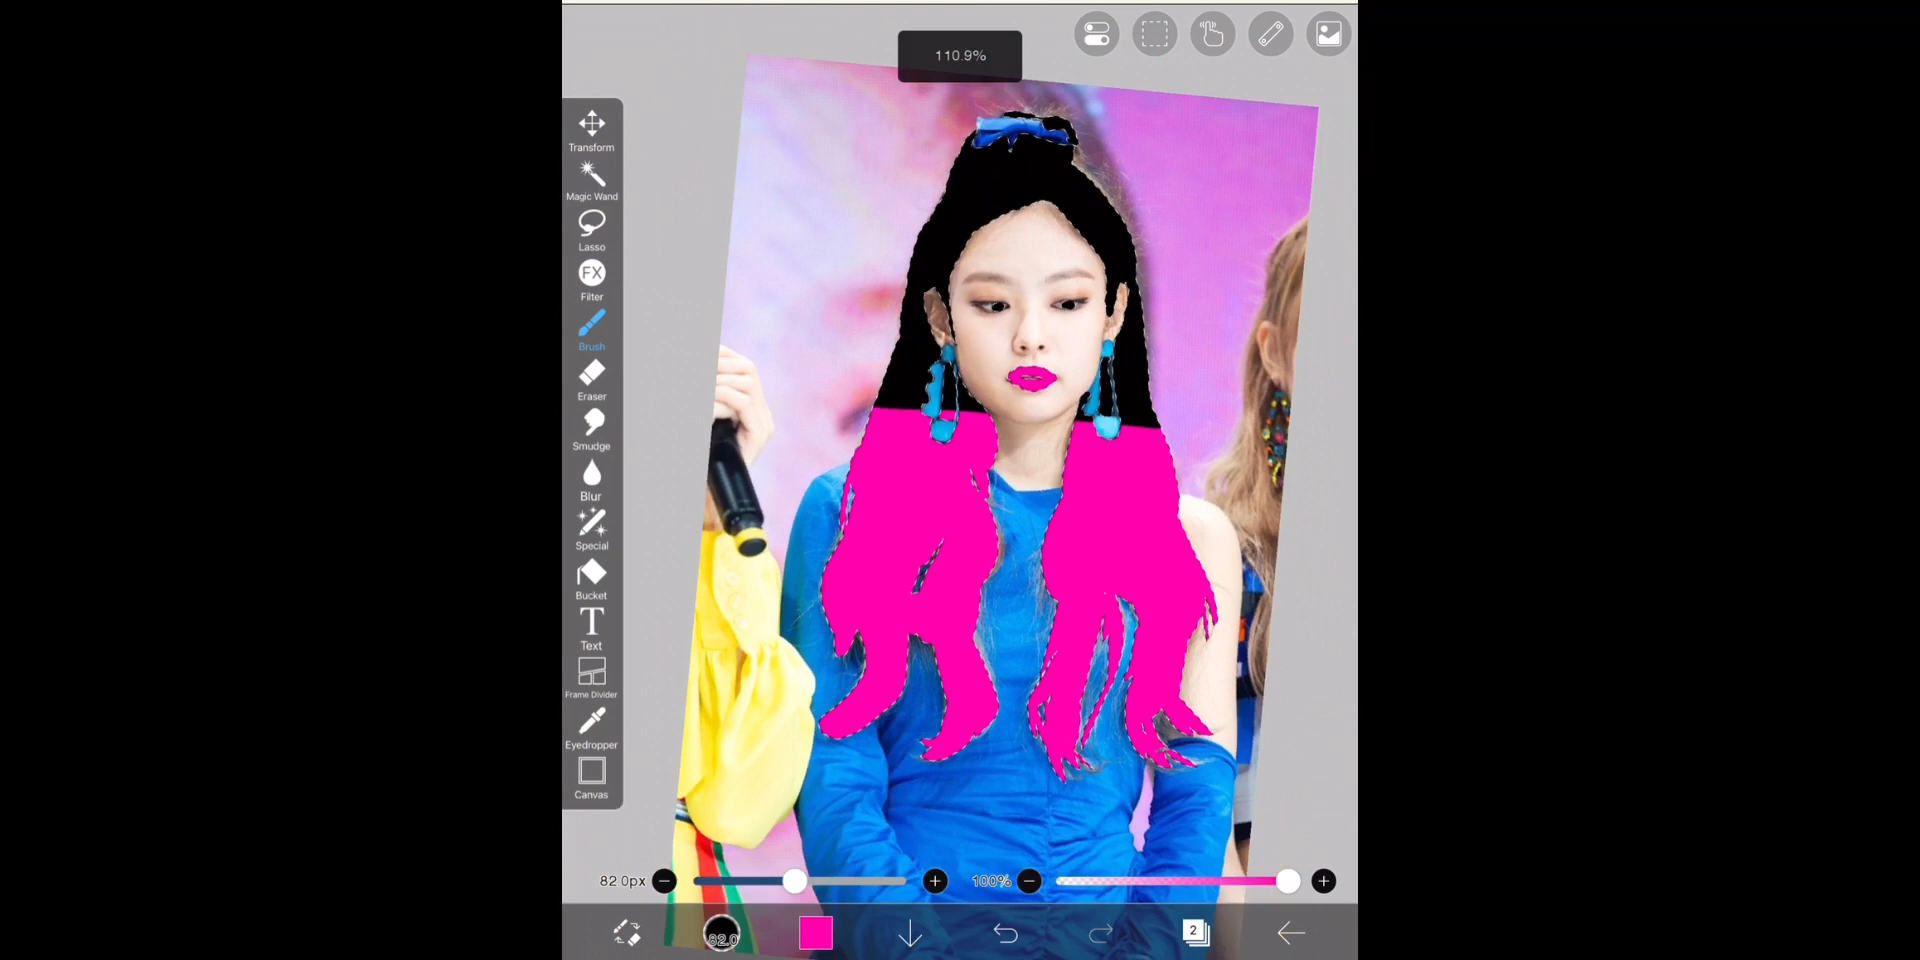 110.9%
Transform
Magic Wand
Lasso
FX
Filter
Brush
Eraser
Smudge
Blur
Special
Bucket
T
Text
Frame Divider
Eyedropper
Canvas
82.0px
100%
82.0
2